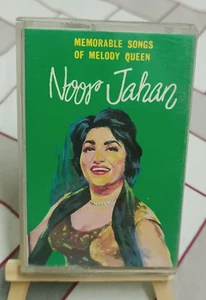 MEMORABLE SONGS
OF MELODY QUEEN
Noor Jahan